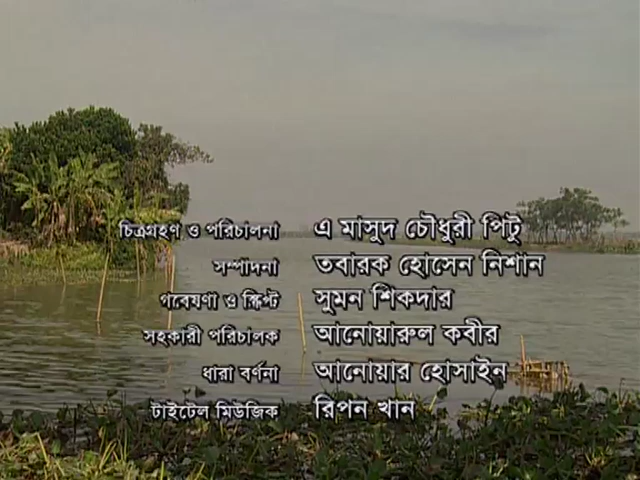 চিত্রগ্রহণ ও পরিচালনা এ মাসুদ চৌধুরী পিটু
সম্পাদনা তবারক হোসেন নিশান
গবেষণা ও স্ক্রিপ্ট সুমন শিকদার
সহকারী পরিচালক আনোয়ারুল কবীর
ধারা বর্ণনা আনোয়ার হোসাইন
টাইটেল মিউজিক রিপন খান